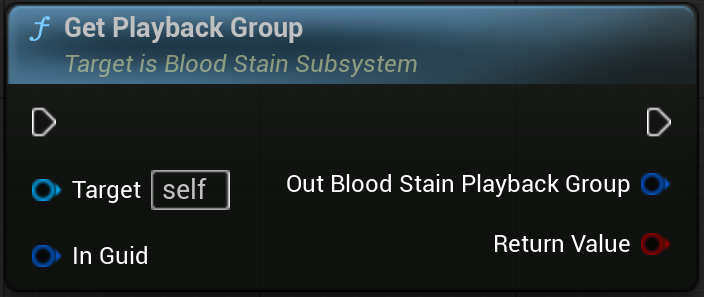 Get Playback Group
Target is Blood Stain Subsystem
Target self
Out Blood Stain Playback Group
In Guid
Return Value